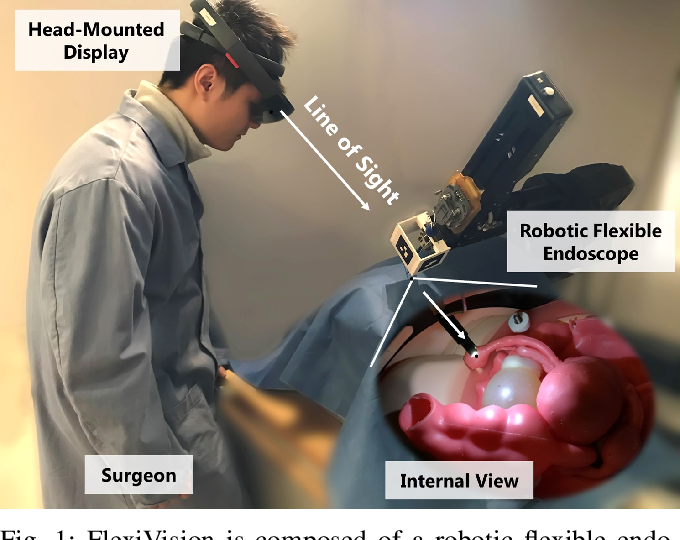 Head-Mounted
Display
Line of Sight
Robotic Flexible
Endoscope
Surgeon
Internal View
Fig. 1: FlexiVision is composed of a robotic flexible endo